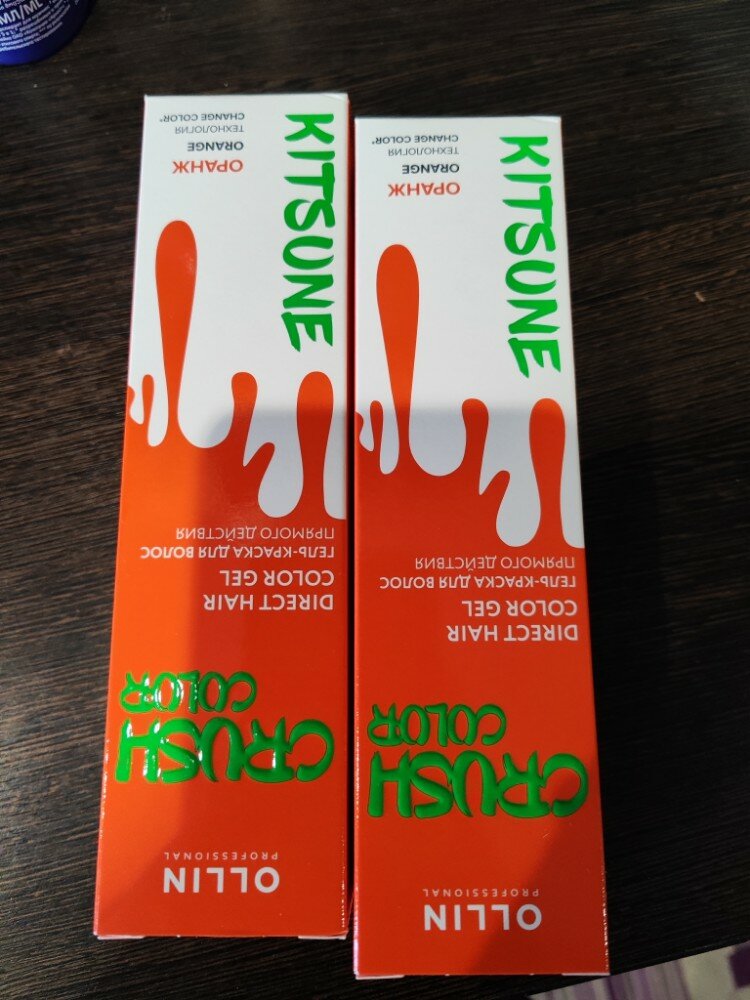 OLLIN
PROFESSIONAL
CRUSH
COLOR
DIRECT HAIR
COLOR GEL
ГЕЛЬ-КРАСКА ДЛЯ ВОЛОС
ПРЯМОГО ДЕЙСТВИЯ
KITSUNE
ОРАНЖ
ORANGE
ТЕХНОЛОГИЯ
CHANGE COLOR*
OLLIN
PROFESSIONAL
CRUSH
COLOR
DIRECT HAIR
COLOR GEL
ГЕЛЬ-КРАСКА ДЛЯ ВОЛОС
ПРЯМОГО ДЕЙСТВИЯ
KITSUNE
ОРАНЖ
ORANGE
ТЕХНОЛОГИЯ
CHANGE COLOR*
МЛ/ML